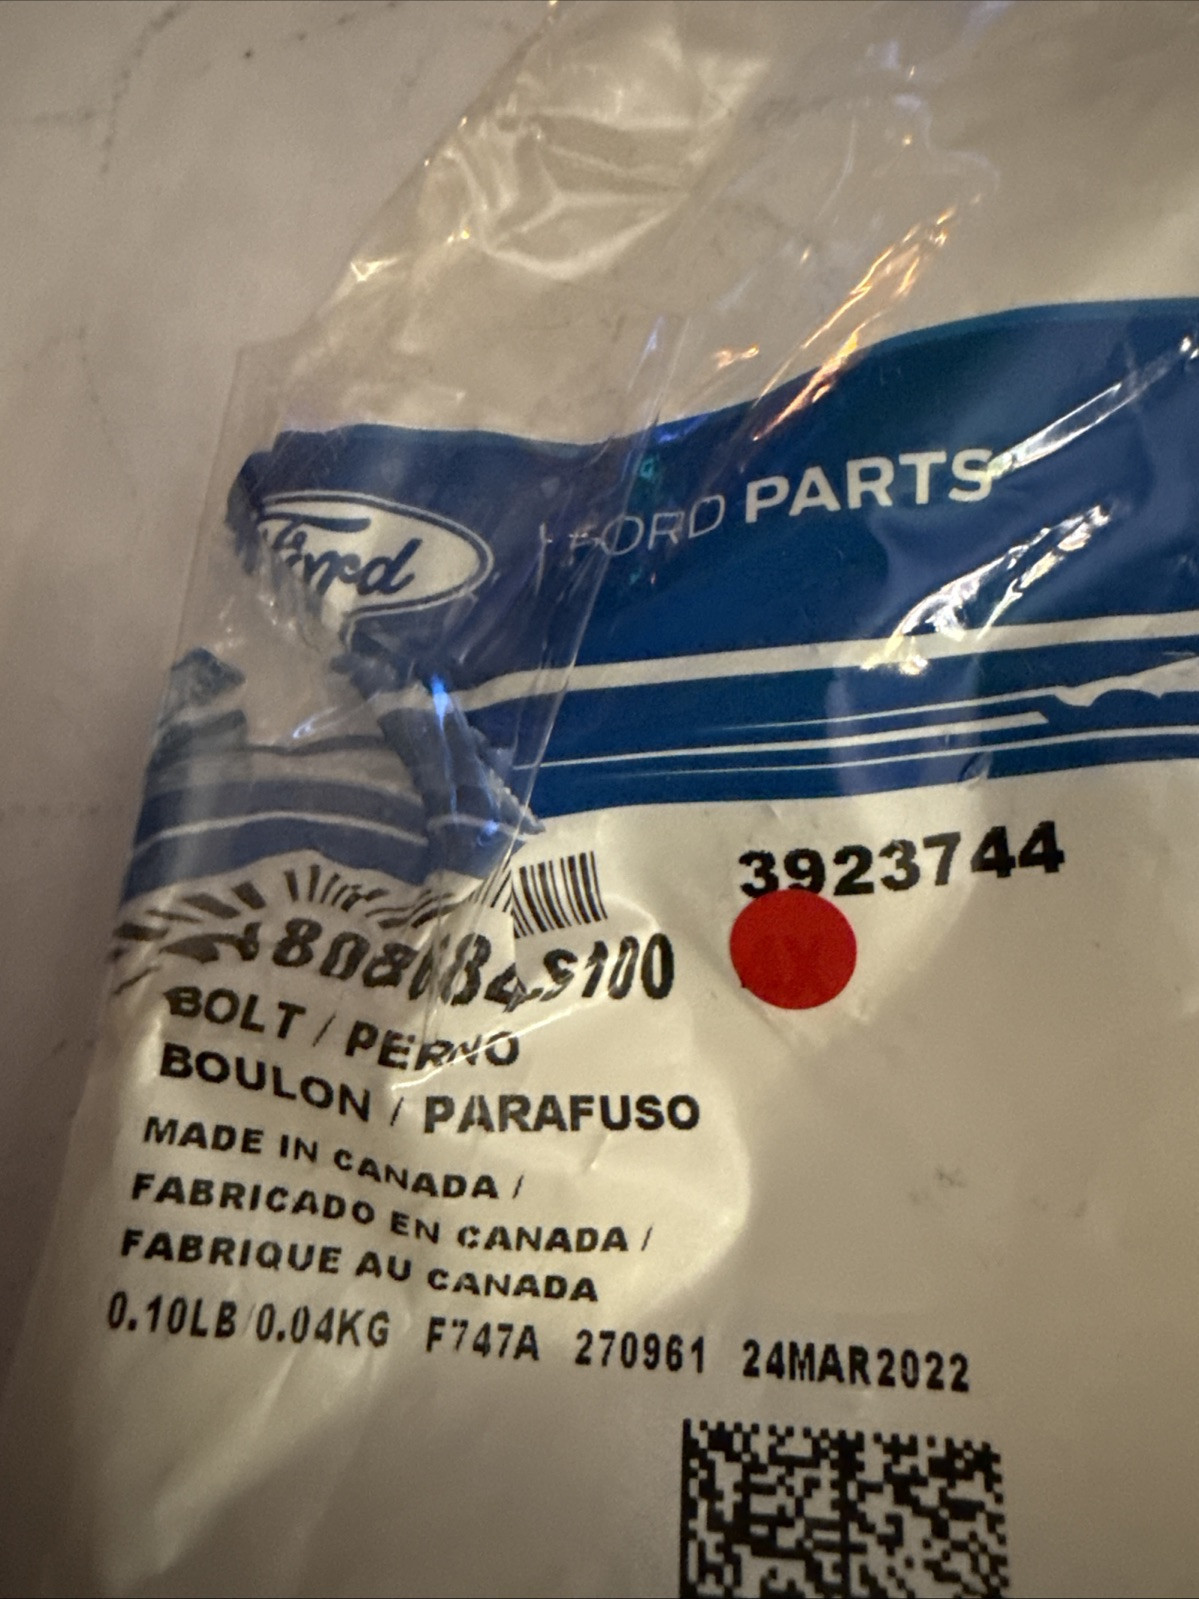 Ford
FORD PARTS
3923744
BOLT / PERNO
BOULON / PARAFUSO
MADE IN CANADA /
FABRICADO EN CANADA /
FABRIQUE AU CANADA
0.10LB/0.04KG F747A 270961 24MAR2022